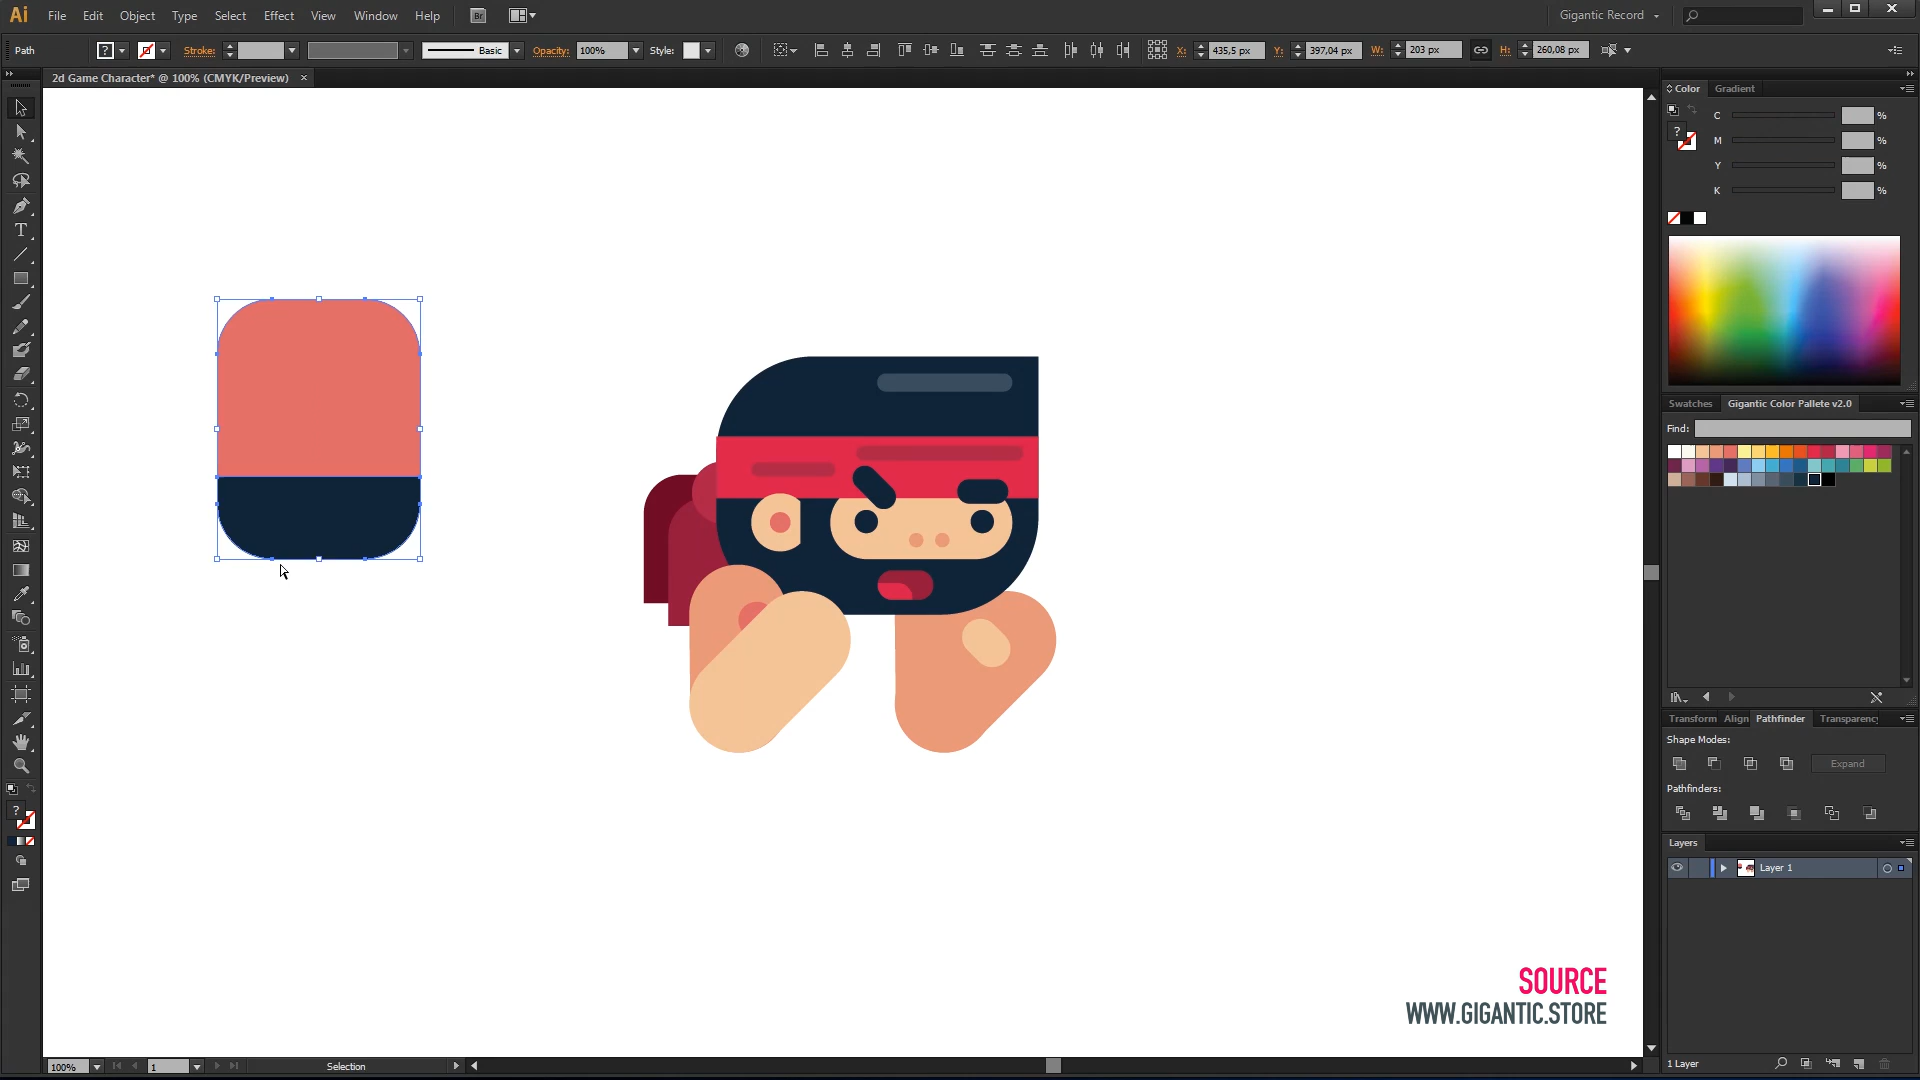 Ai File Edit Object Type Select Effect View Window Help Br Gigantic Record
Path ? Stroke: Basic Opacity: 100% Style: X: 435,5 px Y: 397,04 px W: 203 px H: 260,08 px
2d Game Character* @ 100% (CMYK/Preview) ×
Color Gradient
C %
? M %
Y %
K %
Swatches Gigantic Color Pallete v2.0
Find:
Transform Align Pathfinder Transparency
Shape Modes:
Expand
Pathfinders:
?
Layers
Layer 1
SOURCE
WWW.GIGANTIC.STORE
100% 1 Selection
1 Layer